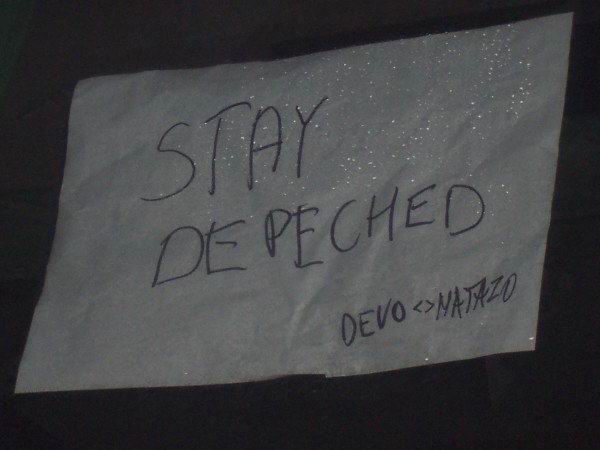 STAY
DEPECHED
DEVO <> NATAZO